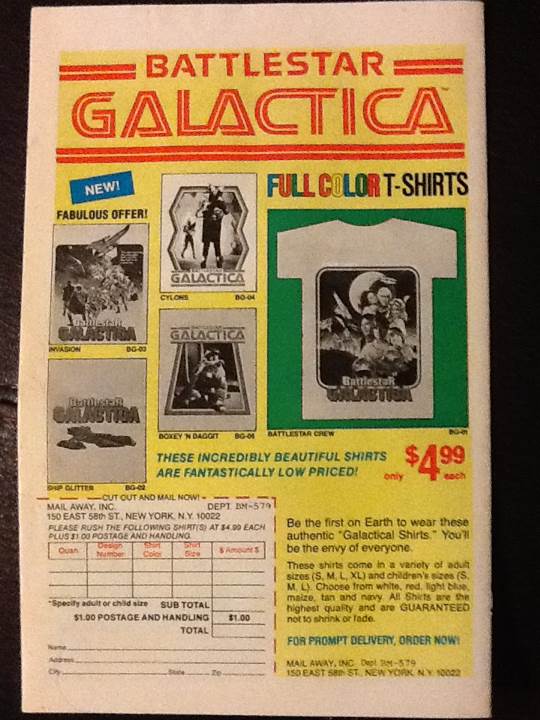 BATTLESTAR
GALACTICA™
NEW!
FABULOUS OFFER!
FULL COLOR T-SHIRTS
BATTLESTAR
GALACTICA
CYLONS BG-04
BattlestaR
GALACTICA
INVASION BG-03
BATTLESTAR
GALACTICA
BOXEY 'N DAGGIT BG-05
BattlestaR
GALACTICA
SHIP GLITTER BG-02
BattlestaR
GALACTICA
BATTLESTAR CREW BG-01
THESE INCREDIBLY BEAUTIFUL SHIRTS
ARE FANTASTICALLY LOW PRICED!
only $4.99 each
CUT OUT AND MAIL NOW!
MAIL AWAY, INC. DEPT. BM-579
150 EAST 58th ST., NEW YORK, N.Y. 10022
PLEASE RUSH THE FOLLOWING SHIRT(S) AT $4.99 EACH
PLUS $1.00 POSTAGE AND HANDLING.
Quan. Design Number Shirt Color Shirt Size $ Amount $
*Specify adult or child size SUB TOTAL
$1.00 POSTAGE AND HANDLING $1.00
TOTAL
Name
Address
City State Zip
Be the first on Earth to wear these
authentic "Galactical Shirts." You'll
be the envy of everyone.
These shirts come in a variety of adult
sizes (S, M, L, XL) and children's sizes (S,
M, L). Choose from white, red, light blue,
maize, tan and navy. All Shirts are the
highest quality and are GUARANTEED
not to shrink or fade.
FOR PROMPT DELIVERY, ORDER NOW!
MAIL AWAY, INC. Dept. BM-579
150 EAST 58th ST., NEW YORK, N.Y. 10022